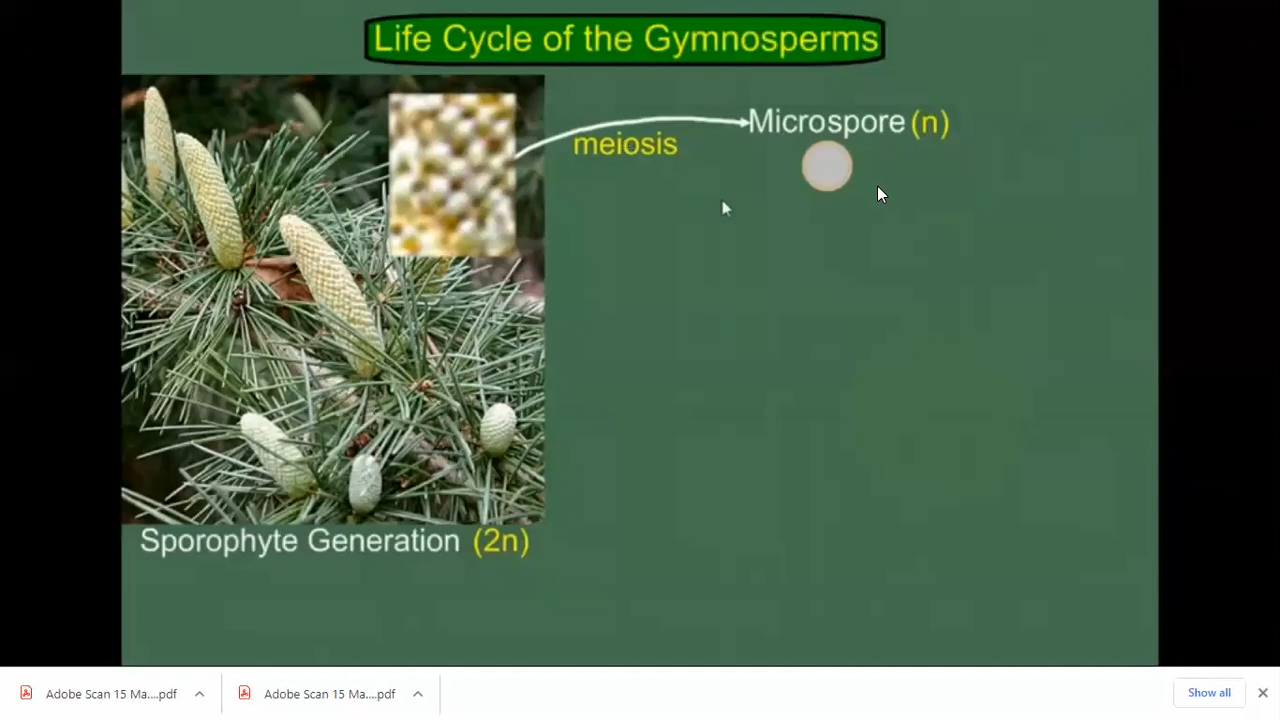 Life Cycle of the Gymnosperms
Microspore (n)
meiosis
Sporophyte Generation (2n)
Adobe Scan 15 Ma....pdf
Adobe Scan 15 Ma....pdf
Show all